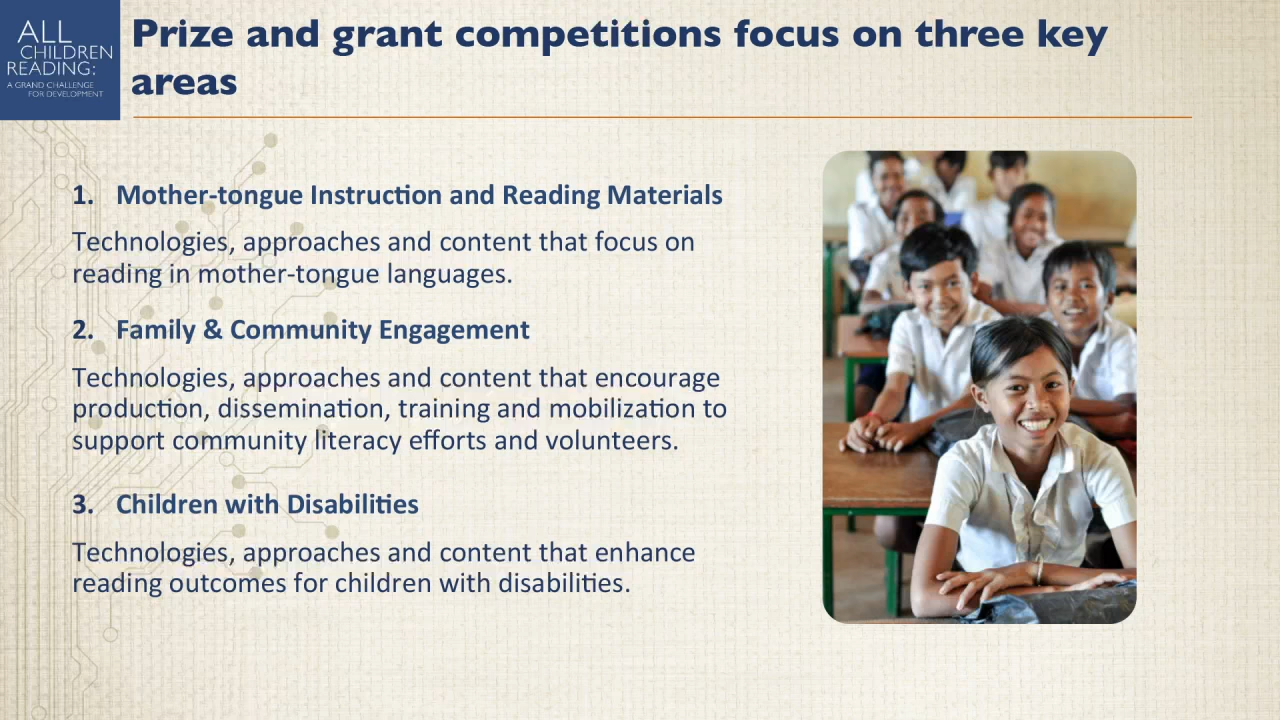 ALL
CHILDREN
READING:
A GRAND CHALLENGE
FOR DEVELOPMENT
Prize and grant competitions focus on three key
areas
1. Mother-tongue Instruction and Reading Materials
Technologies, approaches and content that focus on
reading in mother-tongue languages.
2. Family & Community Engagement
Technologies, approaches and content that encourage
production, dissemination, training and mobilization to
support community literacy efforts and volunteers.
3. Children with Disabilities
Technologies, approaches and content that enhance
reading outcomes for children with disabilities.